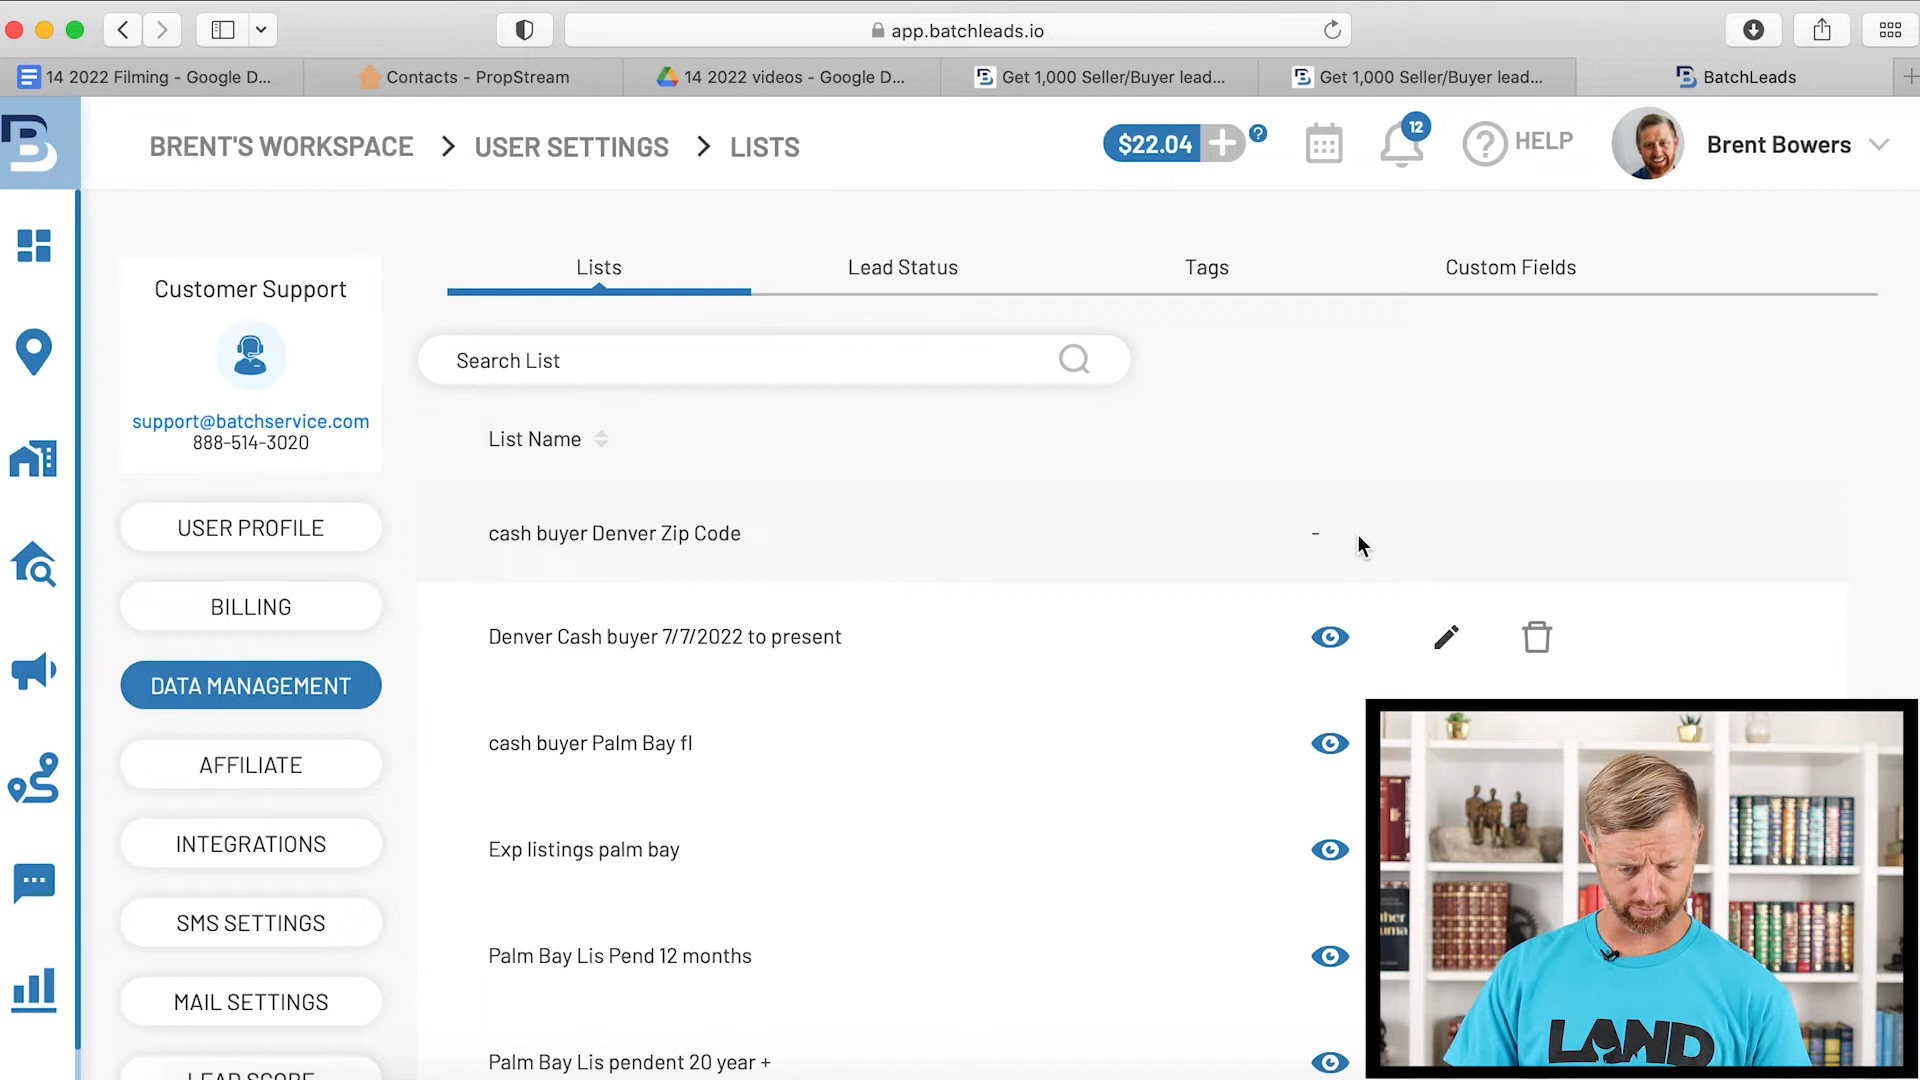 app.batchleads.io
14 2022 Filming - Google D...
Contacts - PropStream
14 2022 videos - Google D...
Get 1,000 Seller/Buyer lead...
Get 1,000 Seller/Buyer lead...
BatchLeads
B
BRENT'S WORKSPACE > USER SETTINGS > LISTS
$22.04 + ?
12
? HELP
Brent Bowers
Customer Support
support@batchservice.com
888-514-3020
USER PROFILE
BILLING
DATA MANAGEMENT
AFFILIATE
INTEGRATIONS
SMS SETTINGS
MAIL SETTINGS
LEAD SCORE
Lists
Lead Status
Tags
Custom Fields
Search List
List Name
cash buyer Denver Zip Code -
Denver Cash buyer 7/7/2022 to present
cash buyer Palm Bay fl
Exp listings palm bay
Palm Bay Lis Pend 12 months
Palm Bay Lis pendent 20 year +
LAND